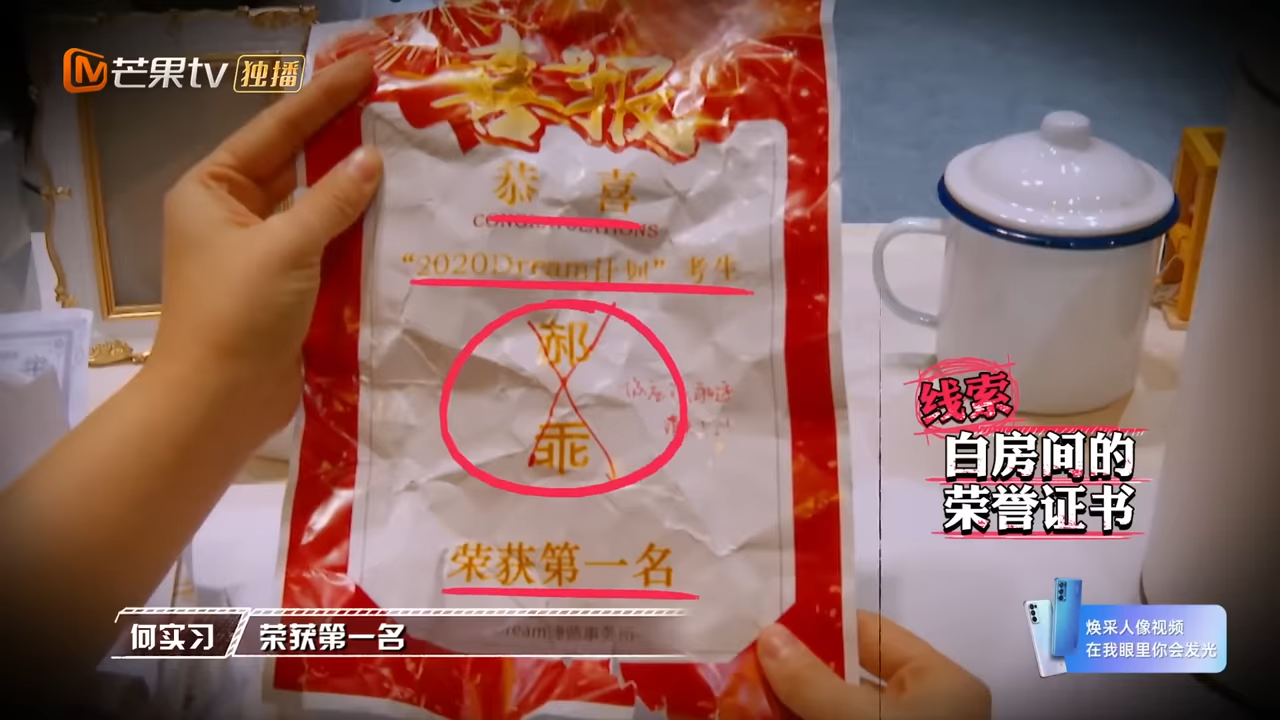 芒果tv 独播
喜报
恭喜
CONGRATULATIONS
“2020Dream计划”考生
郝
乖
荣获第一名
线索
白房间的
荣誉证书
何实习 荣获第一名
焕采人像视频
在我眼里你会发光